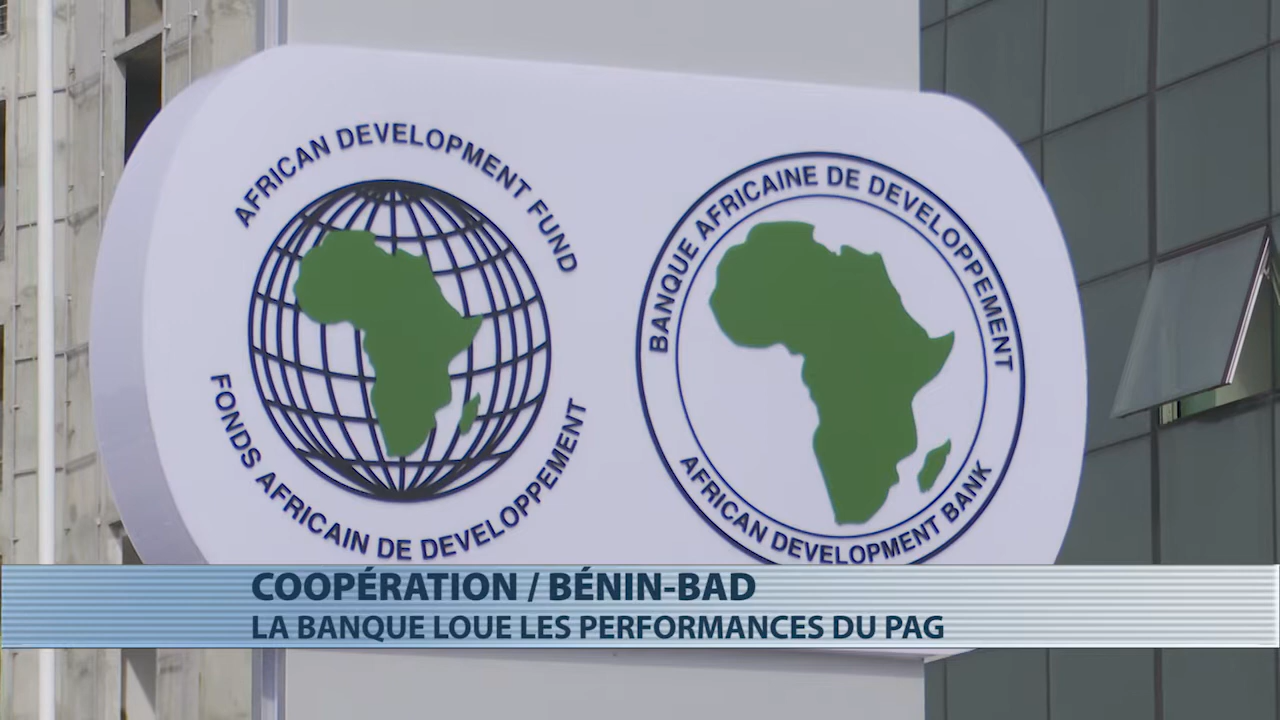 AFRICAN DEVELOPMENT FUND
FONDS AFRICAIN DE DEVELOPPEMENT
BANQUE AFRICAINE DE DEVELOPPEMENT
AFRICAN DEVELOPMENT BANK
COOPÉRATION / BÉNIN-BAD
LA BANQUE LOUE LES PERFORMANCES DU PAG